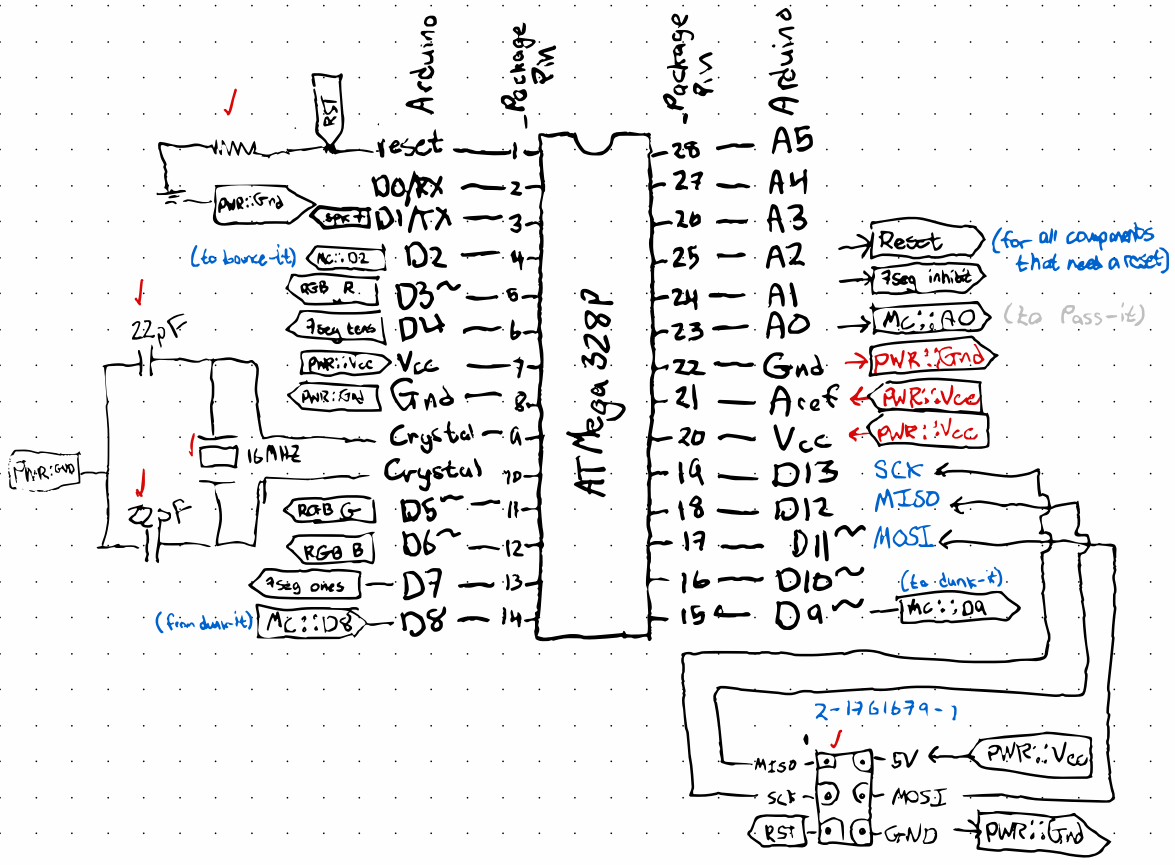 Arduino
-Package Pin
-Package Pin
Arduino
RST
reset - 1
28 - A5
D0/RX - 2
27 - A4
PWR::Gnd
spk+
D1/TX - 3
26 - A3
(to bounce-it)
MC::D2
D2 - 4
25 - A2
Reset
(for all components
that need a reset)
RGB R
D3~ - 5
24 - A1
7seg inhibit
22pF
7seg tens
D4 - 6
23 - A0
MC::A0
(to Pass-it)
PWR::Vcc
Vcc - 7
22 - Gnd
PWR::Gnd
PWR::Gnd
Gnd - 8
21 - Aref
PWR::Vcc
Crystal - 9
20 - Vcc
PWR::Vcc
16MHZ
PWR::GND
Crystal 10
19 - D13
SCK
22pF
RGB G
D5~ 11
18 - D12
MISO
RGB B
D6~ - 12
17 - D11~
MOSI
7seg ones
D7 - 13
16 - D10~
(to dunk-it)
(from dunk-it)
MC::D8
D8 - 14
15 - D9~
MC::D9
ATMega328P
2-1761679-1
MISO
5V
PWR::Vcc
SCK
MOSI
RST
GND
PWR::Gnd